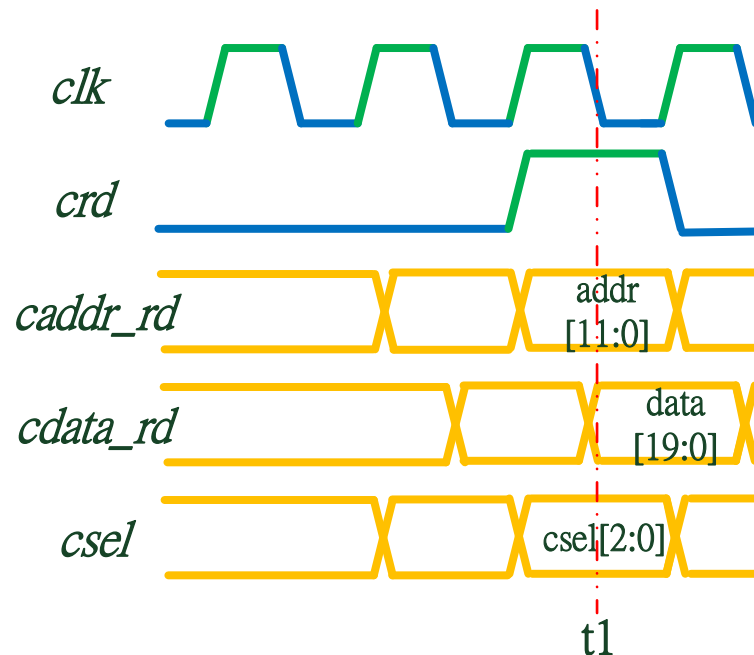 clk
crd
caddr_rd
addr
[11:0]
cdata_rd
data
[19:0]
csel
csel[2:0]
t1